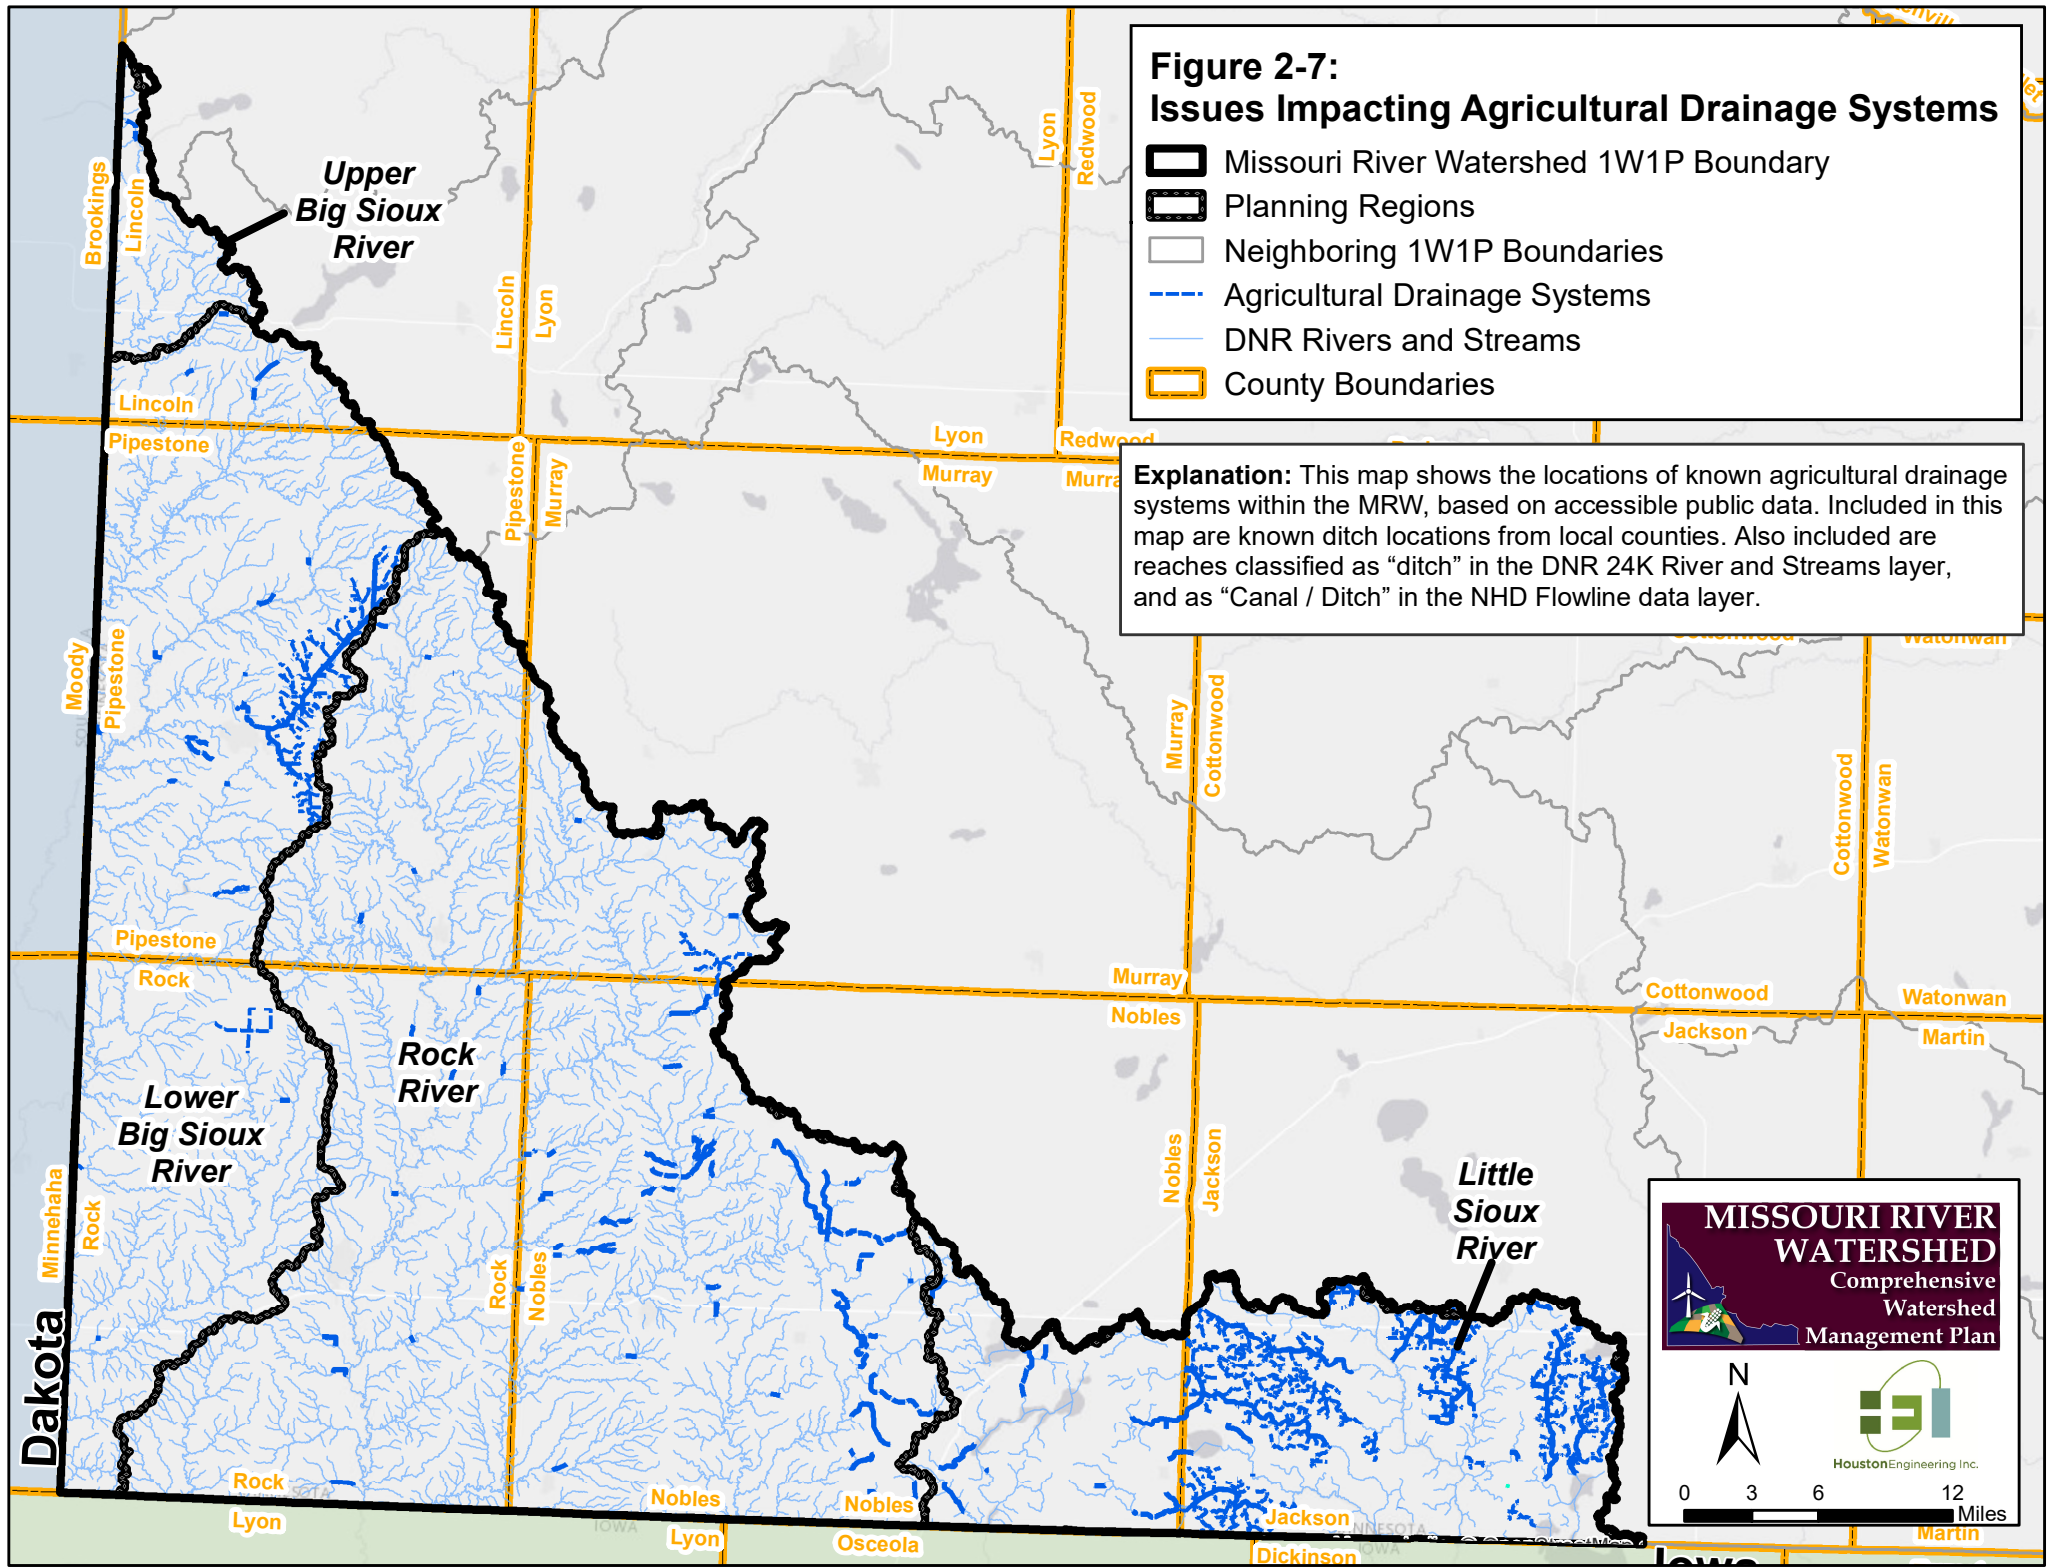 Figure 2-7:
Issues Impacting Agricultural Drainage Systems
Missouri River Watershed 1W1P Boundary
Planning Regions
Neighboring 1W1P Boundaries
Agricultural Drainage Systems
DNR Rivers and Streams
County Boundaries
Explanation: This map shows the locations of known agricultural drainage
systems within the MRW, based on accessible public data. Included in this
map are known ditch locations from local counties. Also included are
reaches classified as “ditch” in the DNR 24K River and Streams layer,
and as “Canal / Ditch” in the NHD Flowline data layer.
Upper
Big Sioux
River
Brookings
Lincoln
Lincoln
Lyon
Lyon
Redwood
Lincoln
Pipestone
Lyon
Murray
Redwood
Pipestone
Murray
Moody
Pipestone
Murray
Cottonwood
Cottonwood
Watonwan
Cottonwood
Watonwan
Pipestone
Rock
Murray
Nobles
Cottonwood
Jackson
Watonwan
Martin
Rock
River
Lower
Big Sioux
River
Minnehaha
Rock
Rock
Nobles
Nobles
Jackson
Little
Sioux
River
Dakota
Rock
Lyon
Nobles
Lyon
Nobles
Osceola
Jackson
Dickinson
Martin
IOWA
IOWA
Iowa
MISSOURI RIVER
WATERSHED
Comprehensive
Watershed
Management Plan
N
HoustonEngineering Inc.
0 3 6 12
Miles